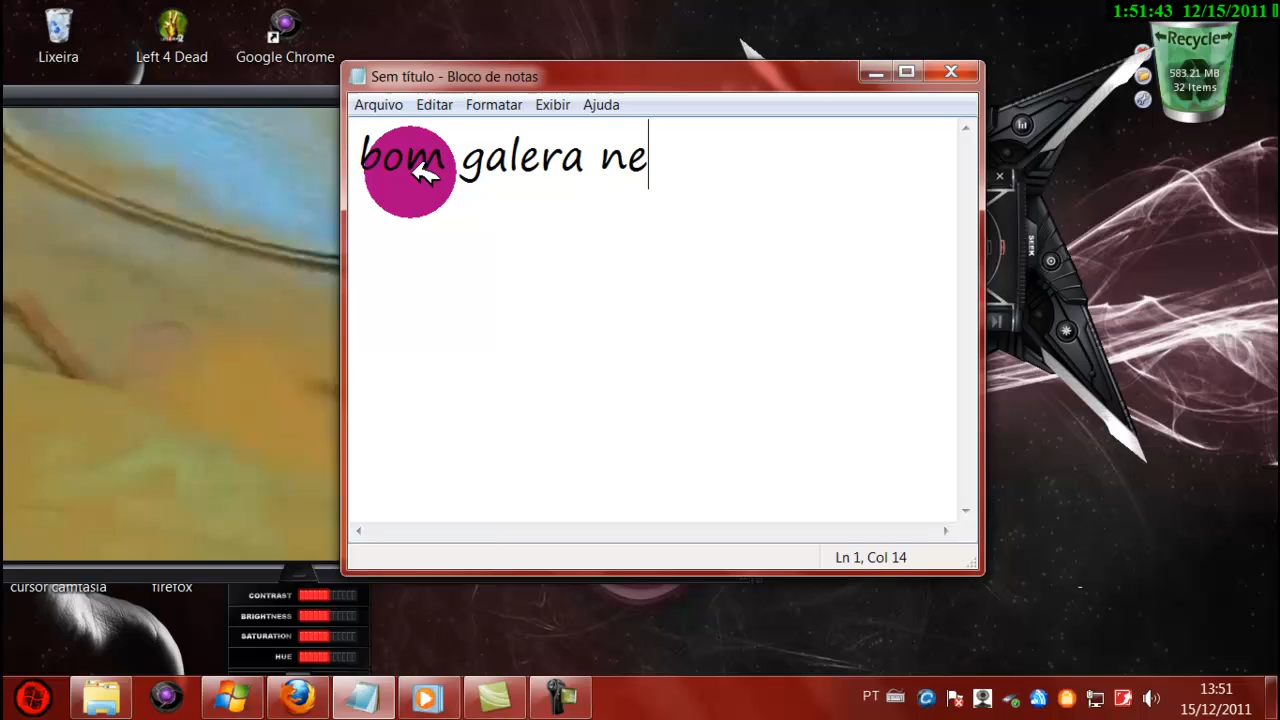 1:51:43 12/15/2011
Lixeira
Left 4 Dead
Google Chrome
Recycle
583.21 MB
32 Items
Sem título - Bloco de notas
Arquivo Editar Formatar Exibir Ajuda
bom galera ne
SEEK
Ln 1, Col 14
cursor camtasia
firefox
CONTRAST
BRIGHTNESS
SATURATION
HUE
PT
13:51
15/12/2011